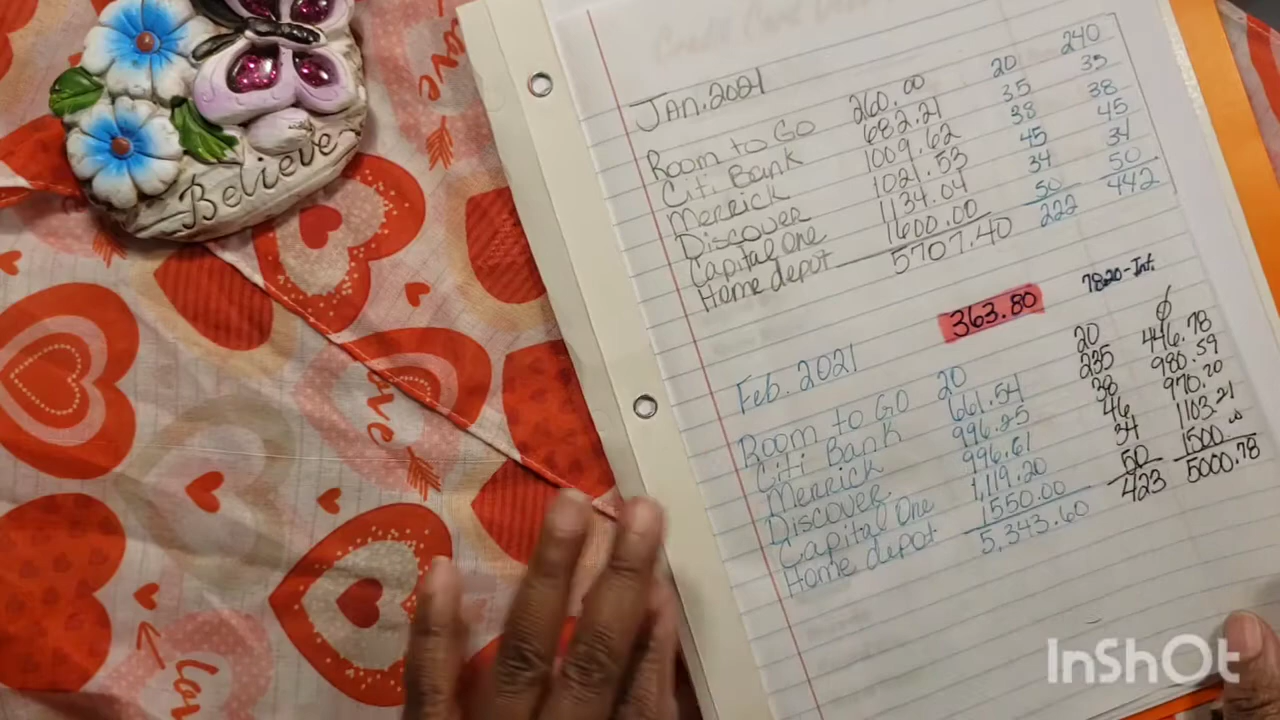 Believe
love
love
love
Jan. 2021
Room to GO 260.00 20 240
Citi Bank 682.21 35 35
Merrick 1009.62 38 38
Discover 1021.53 45 45
Capital One 1134.04 34 34
Home depot 1600.00 50 50
5707.40 222 442
363.80 7820-Int.
Feb. 2021
Room to GO 20 20 Ø
Citi Bank 661.54 235 446.78
Merrick 996.25 38 980.59
Discover 996.61 46 970.20
Capital One 1,119.20 34 1103.21
Home depot 1550.00 50 1500.00
5,343.60 423 5000.78
InShOt